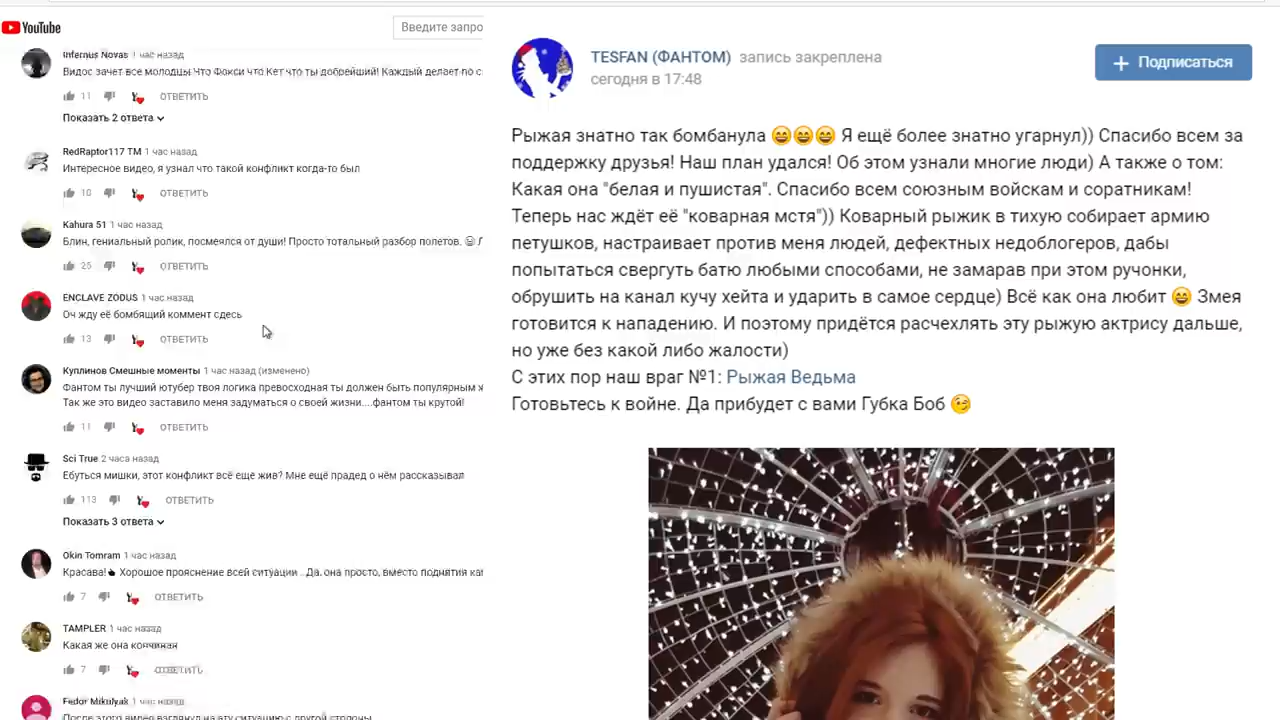 YouTube
Введите запро
Infernus Novas 1 час назад
Видос зачет все молодцы Что Фокси что Кет что ты добрейший! Каждый делает по с
11 ОТВЕТИТЬ
Показать 2 ответа
RedRaptor117 TM 1 час назад
Интересное видео, я узнал что такой конфликт когда-то был
10 ОТВЕТИТЬ
Kahura 51 1 час назад
Блин, гениальный ролик, посмеялся от души! Просто тотальный разбор полетов. 😄 Л
25 ОТВЕТИТЬ
ENCLAVE ZODUS 1 час назад
Оч жду её бомбящий коммент сдесь
13 ОТВЕТИТЬ
Куплинов Смешные моменты 1 час назад (изменено)
Фантом ты лучший ютубер твоя логика превосходная ты должен быть популярным ж
Так же это видео заставило меня задуматься о своей жизни....фантом ты крутой!
11 ОТВЕТИТЬ
Sci True 2 часа назад
Ебуться мишки, этот конфликт всё еще жив? Мне ещё прадед о нём рассказывал
113 ОТВЕТИТЬ
Показать 3 ответа
Okin Tomram 1 час назад
Красава! Хорошое прояснение всей ситуации .. Да, она просто, вместо поднятия ка
7 ОТВЕТИТЬ
TAMPLER 1 час назад
Какая же она кончиная
7 ОТВЕТИТЬ
Fedor Mikulyak 1 час назад
После этого видео взглянул на эту ситуацию с другой стороны
TESFAN (ФАНТОМ) запись закреплена
сегодня в 17:48
+ Подписаться
Рыжая знатно так бомбанула 😄😄😄 Я ещё более знатно угарнул)) Спасибо всем за
поддержку друзья! Наш план удался! Об этом узнали многие люди) А также о том:
Какая она "белая и пушистая". Спасибо всем союзным войскам и соратникам!
Теперь нас ждёт её "коварная мстя")) Коварный рыжик в тихую собирает армию
петушков, настраивает против меня людей, дефектных недоблогеров, дабы
попытаться свергуть батю любыми способами, не замарав при этом ручонки,
обрушить на канал кучу хейта и ударить в самое сердце) Всё как она любит 😄 Змея
готовится к нападению. И поэтому придётся расчехлять эту рыжую актрису дальше,
но уже без какой либо жалости)
С этих пор наш враг №1: Рыжая Ведьма
Готовьтесь к войне. Да прибудет с вами Губка Боб 😉